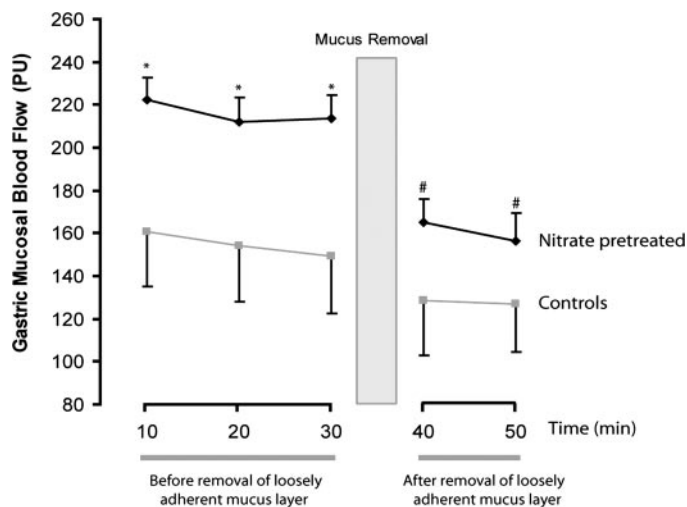 260
Mucus Removal
240
*
*
*
220
200
#
#
180
Nitrate pretreated
160
140
Controls
120
100
80
Gastric Mucosal Blood Flow (PU)
10 20 30 40 50 Time (min)
Before removal of loosely
adherent mucus layer
After removal of loosely
adherent mucus layer